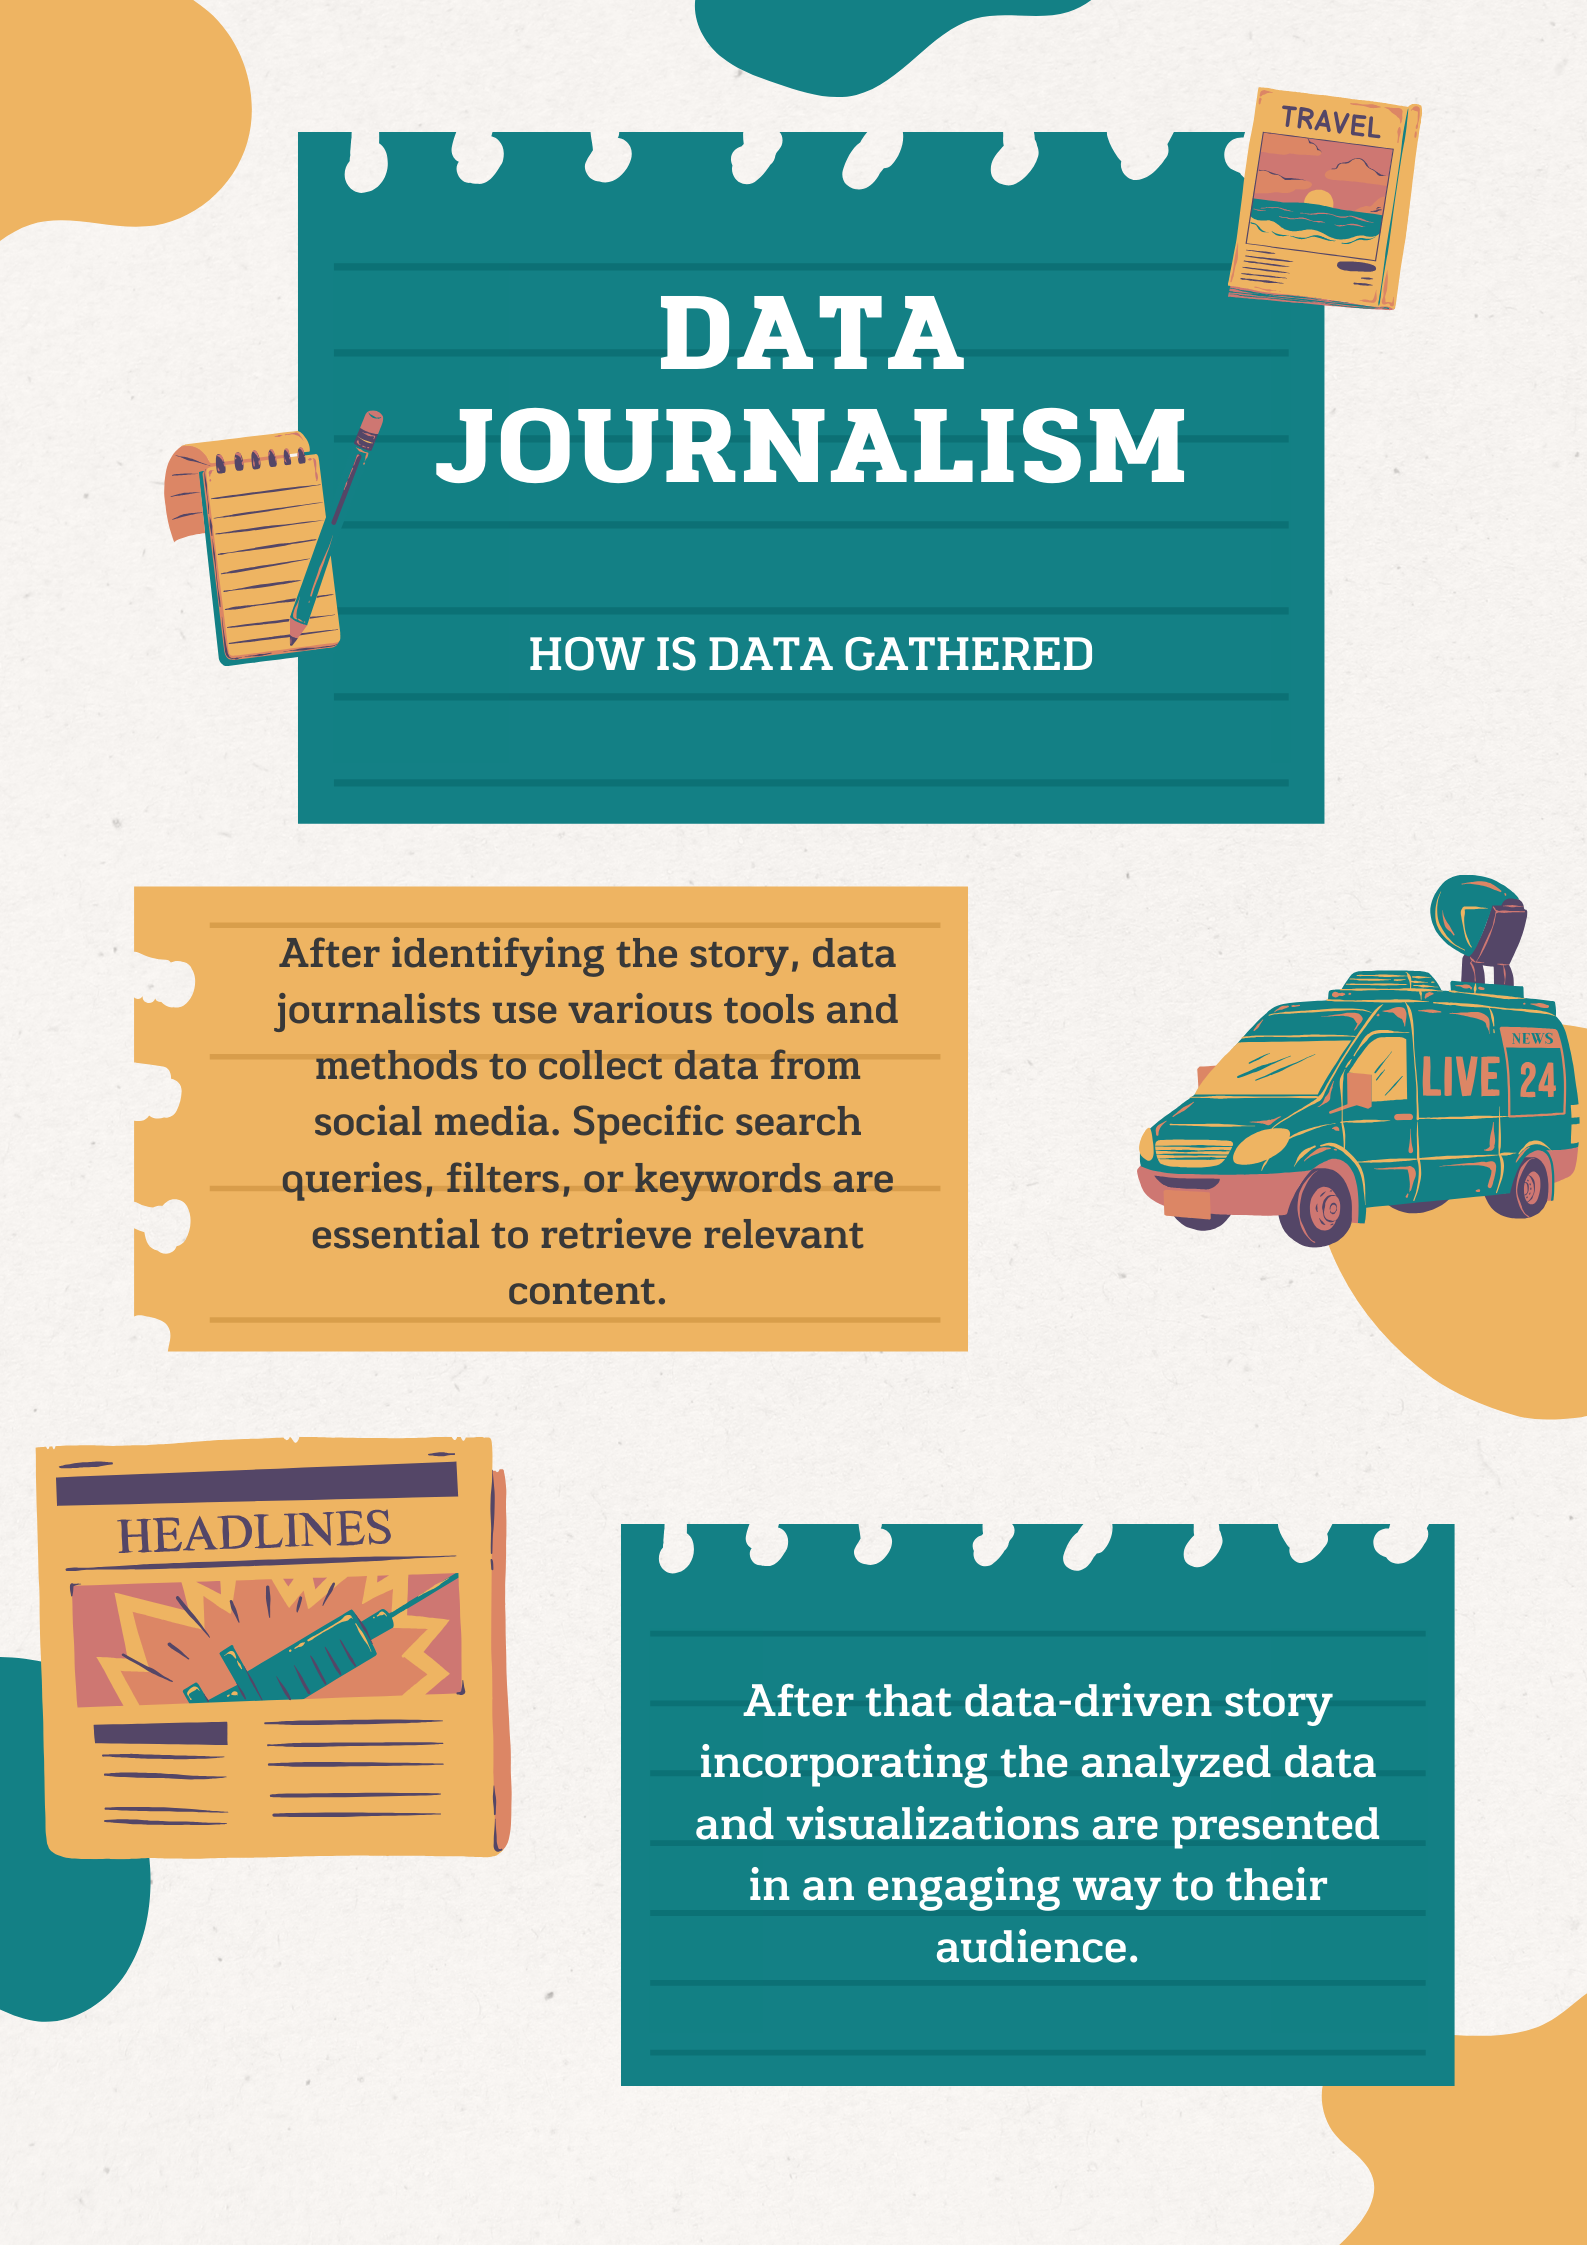 TRAVEL
DATA
JOURNALISM
HOW IS DATA GATHERED
After identifying the story, data
journalists use various tools and
methods to collect data from
social media. Specific search
queries, filters, or keywords are
essential to retrieve relevant
content.
NEWS
LIVE 24
HEADLINES
After that data-driven story
incorporating the analyzed data
and visualizations are presented
in an engaging way to their
audience.